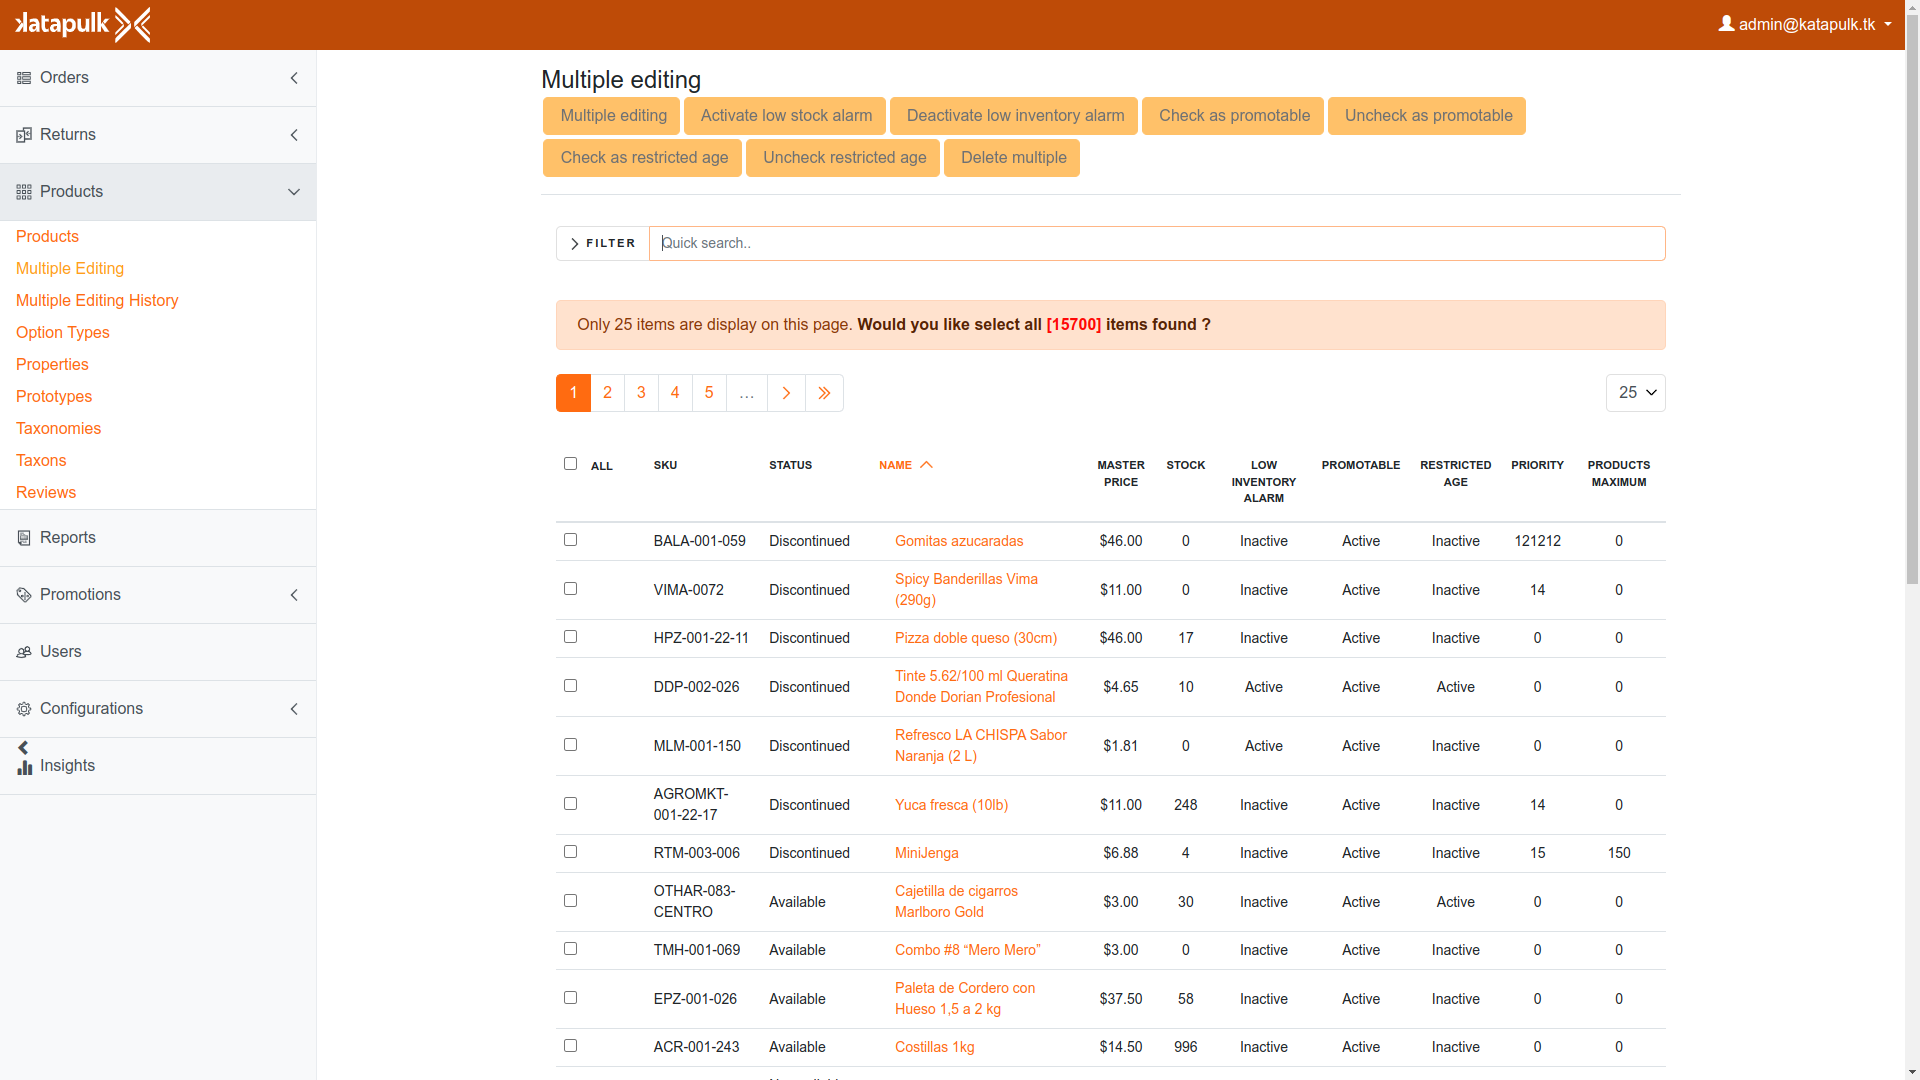 katapulk
admin@katapulk.tk
Orders
Returns
Products
Products
Multiple Editing
Multiple Editing History
Option Types
Properties
Prototypes
Taxonomies
Taxons
Reviews
Reports
Promotions
Users
Configurations
Insights
Multiple editing
Multiple editing Activate low stock alarm Deactivate low inventory alarm Check as promotable Uncheck as promotable
Check as restricted age Uncheck restricted age Delete multiple
FILTER Quick search..
Only 25 items are display on this page. Would you like select all [15700] items found ?
1 2 3 4 5 … 25
ALL SKU STATUS NAME MASTER PRICE STOCK LOW INVENTORY ALARM PROMOTABLE RESTRICTED AGE PRIORITY PRODUCTS MAXIMUM
BALA-001-059 Discontinued Gomitas azucaradas $46.00 0 Inactive Active Inactive 121212 0
VIMA-0072 Discontinued Spicy Banderillas Vima (290g) $11.00 0 Inactive Active Inactive 14 0
HPZ-001-22-11 Discontinued Pizza doble queso (30cm) $46.00 17 Inactive Active Inactive 0 0
DDP-002-026 Discontinued Tinte 5.62/100 ml Queratina Donde Dorian Profesional $4.65 10 Active Active Active 0 0
MLM-001-150 Discontinued Refresco LA CHISPA Sabor Naranja (2 L) $1.81 0 Active Active Inactive 0 0
AGROMKT-001-22-17 Discontinued Yuca fresca (10lb) $11.00 248 Inactive Active Inactive 14 0
RTM-003-006 Discontinued MiniJenga $6.88 4 Inactive Active Inactive 15 150
OTHAR-083-CENTRO Available Cajetilla de cigarros Marlboro Gold $3.00 30 Inactive Active Active 0 0
TMH-001-069 Available Combo #8 “Mero Mero” $3.00 0 Inactive Active Inactive 0 0
EPZ-001-026 Available Paleta de Cordero con Hueso 1,5 a 2 kg $37.50 58 Inactive Active Inactive 0 0
ACR-001-243 Available Costillas 1kg $14.50 996 Inactive Active Inactive 0 0